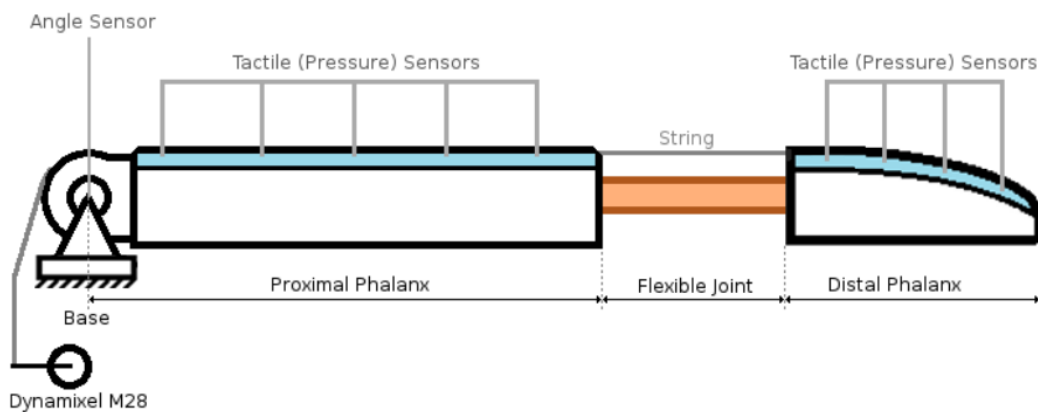 Angle Sensor
Tactile (Pressure) Sensors
Tactile (Pressure) Sensors
String
Proximal Phalanx
Flexible Joint
Distal Phalanx
Base
Dynamixel M28